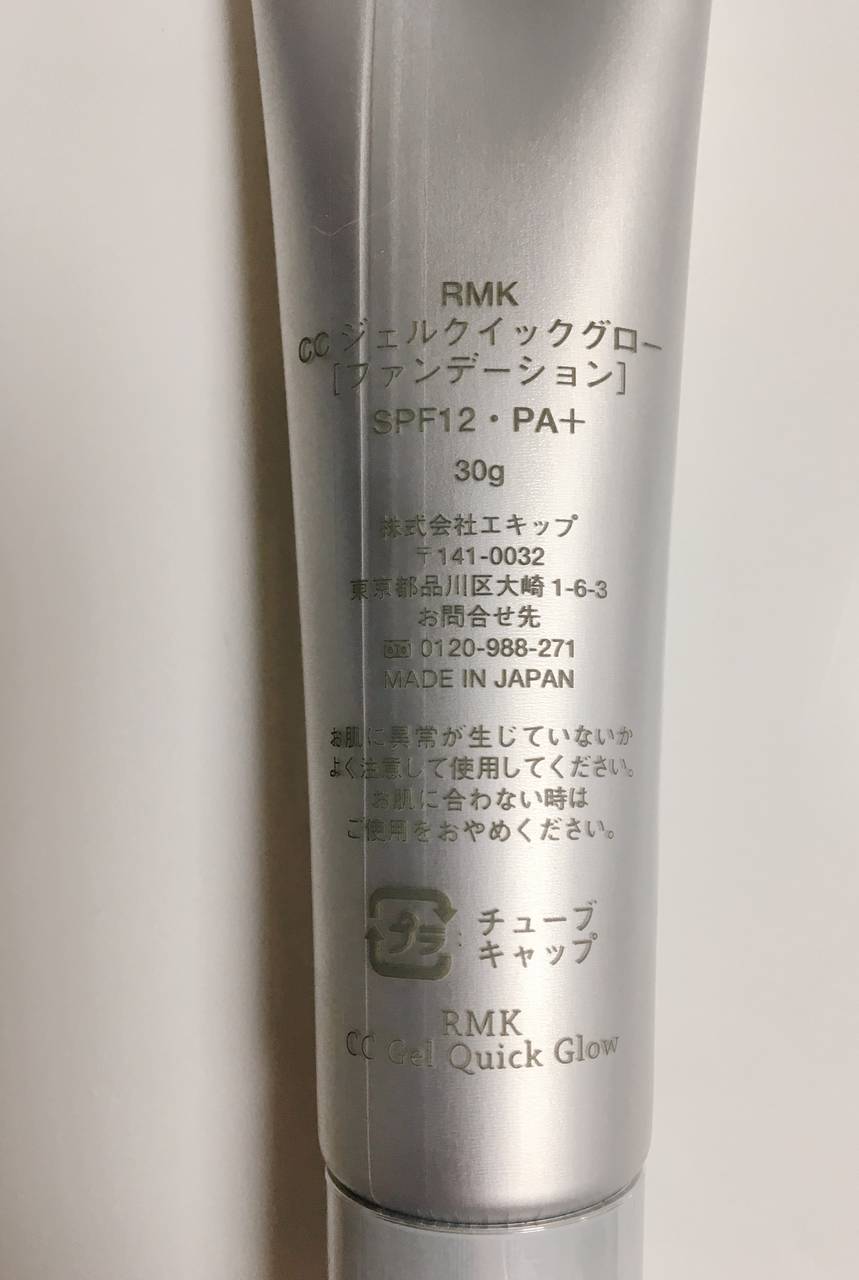 RMK
CC ジェルクイックグロー
[ファンデーション]
SPF12・PA+
30g
株式会社エキップ
〒141-0032
東京都品川区大崎1-6-3
お問合せ先
0120-988-271
MADE IN JAPAN
お肌に異常が生じていないか
よく注意して使用してください。
お肌に合わない時は
ご使用をおやめください。
プラ : チューブ
キャップ
RMK
CC Gel Quick Glow